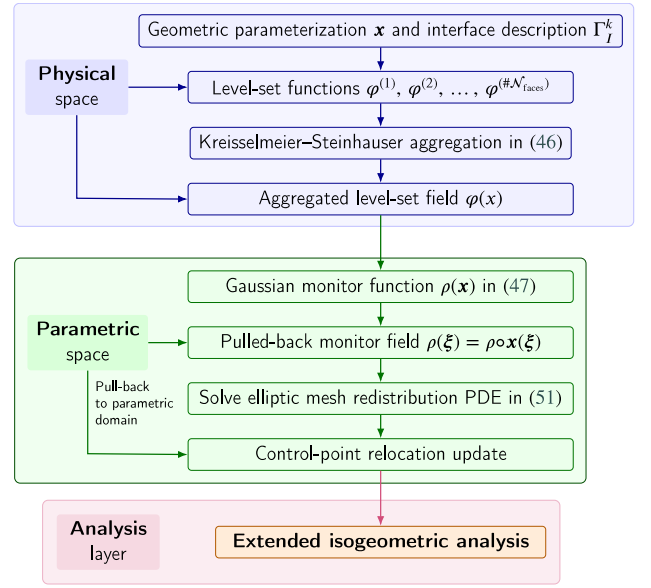 Geometric parameterization 𝒙 and interface description Γ_I^k
Physical
space
Level-set functions φ^(1), φ^(2), … , φ^(#𝒩_faces)
Kreisselmeier–Steinhauser aggregation in (46)
Aggregated level-set field φ(x)
Gaussian monitor function ρ(𝒙) in (47)
Parametric
space
Pulled-back monitor field ρ(𝝃) = ρ∘𝒙(𝝃)
Pull-back
to parametric
domain
Solve elliptic mesh redistribution PDE in (51)
Control-point relocation update
Analysis
layer
Extended isogeometric analysis